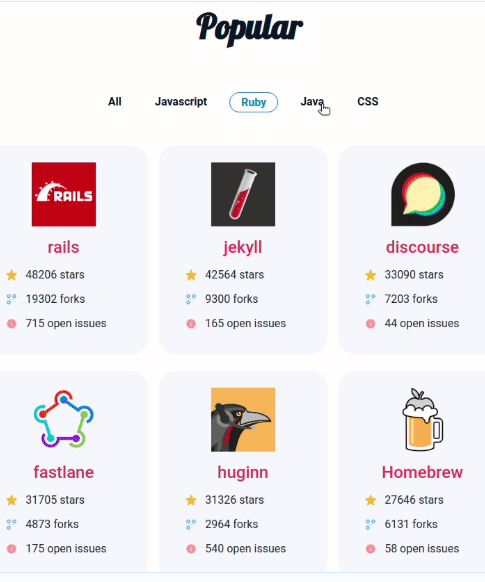 Popular
All Javascript Ruby Java CSS
RAILS
rails jekyll discourse
48206 stars 42564 stars 33090 stars
19302 forks 9300 forks 7203 forks
715 open issues 165 open issues 44 open issues
fastlane huginn Homebrew
31705 stars 31326 stars 27646 stars
4873 forks 2964 forks 6131 forks
175 open issues 540 open issues 58 open issues